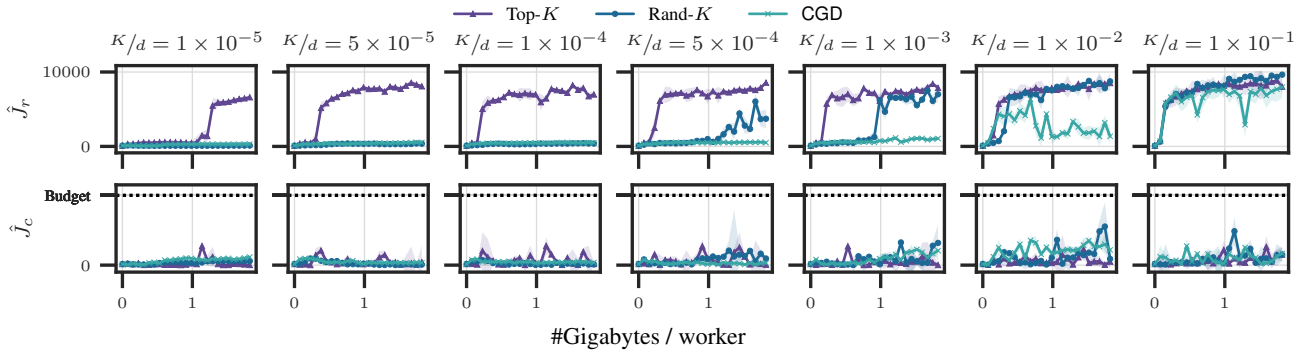 Top-K Rand-K CGD
K/d = 1 × 10⁻⁵ K/d = 5 × 10⁻⁵ K/d = 1 × 10⁻⁴ K/d = 5 × 10⁻⁴ K/d = 1 × 10⁻³ K/d = 1 × 10⁻² K/d = 1 × 10⁻¹
10000
Ĵr
0
Budget
Ĵc
0
0 1 0 1 0 1 0 1 0 1 0 1 0 1
#Gigabytes / worker